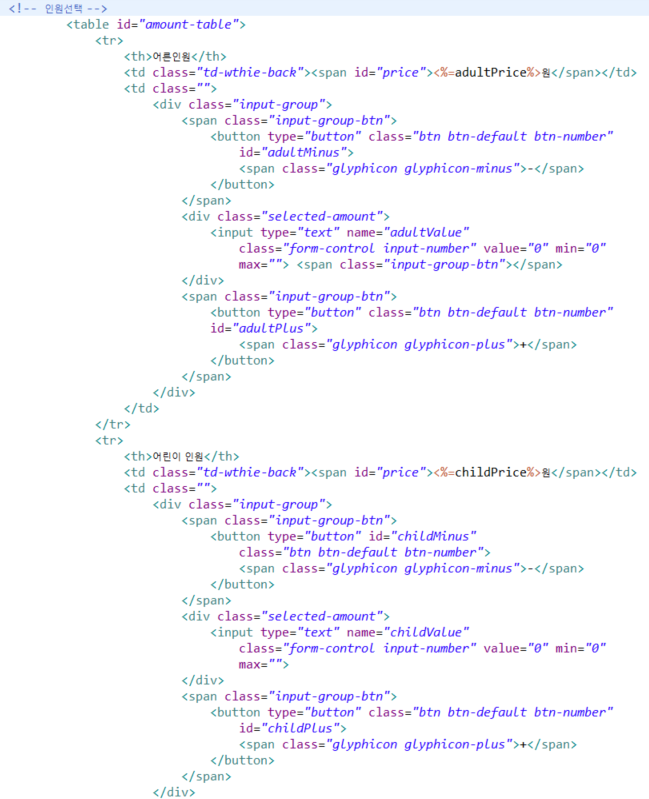 <!-- 인원선택 -->
<table id="amount-table">
<tr>
<th>어른인원</th>
<td class="td-wthie-back"><span id="price"><%=adultPrice%>원</span></td>
<td class="">
<div class="input-group">
<span class="input-group-btn">
<button type="button" class="btn btn-default btn-number"
id="adultMinus">
<span class="glyphicon glyphicon-minus">-</span>
</button>
</span>
<div class="selected-amount">
<input type="text" name="adultValue"
class="form-control input-number" value="0" min="0"
max=""> <span class="input-group-btn"></span>
</div>
<span class="input-group-btn">
<button type="button" class="btn btn-default btn-number"
id="adultPlus">
<span class="glyphicon glyphicon-plus">+</span>
</button>
</span>
</div>
</td>
</tr>
<tr>
<th>어린이 인원</th>
<td class="td-wthie-back"><span id="price"><%=childPrice%>원</span></td>
<td class="">
<div class="input-group">
<span class="input-group-btn">
<button type="button" id="childMinus"
class="btn btn-default btn-number">
<span class="glyphicon glyphicon-minus">-</span>
</button>
</span>
<div class="selected-amount">
<input type="text" name="childValue"
class="form-control input-number" value="0" min="0"
max="">
</div>
<span class="input-group-btn">
<button type="button" class="btn btn-default btn-number"
id="childPlus">
<span class="glyphicon glyphicon-plus">+</span>
</button>
</span>
</div>